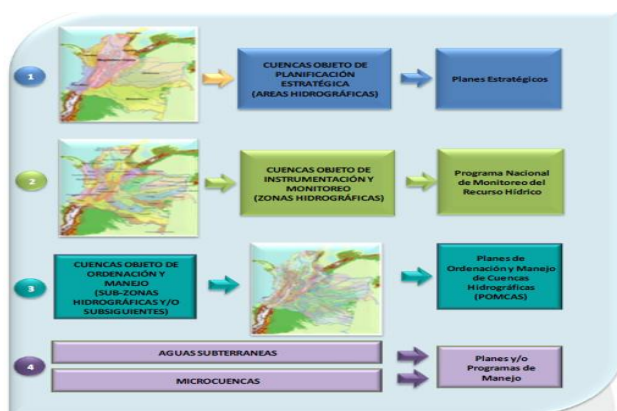 1
CUENCAS OBJETO DE
PLANIFICACIÓN
ESTRATÉGICA
(AREAS HIDROGRÁFICAS)
Planes Estratégicos
2
CUENCAS OBJETO DE
INSTRUMENTACIÓN Y
MONITOREO
(ZONAS HIDROGRÁFICAS)
Programa Nacional
de Monitoreo del
Recurso Hídrico
3
CUENCAS OBJETO DE
ORDENACIÓN Y
MANEJO
(SUB-ZONAS
HIDROGRÁFICAS Y/O
SUBSIGUIENTES)
Planes de
Ordenación y Manejo
de Cuencas
Hidrográficas
(POMCAS)
4
AGUAS SUBTERRANEAS
MICROCUENCAS
Planes y/o
Programas de
Manejo